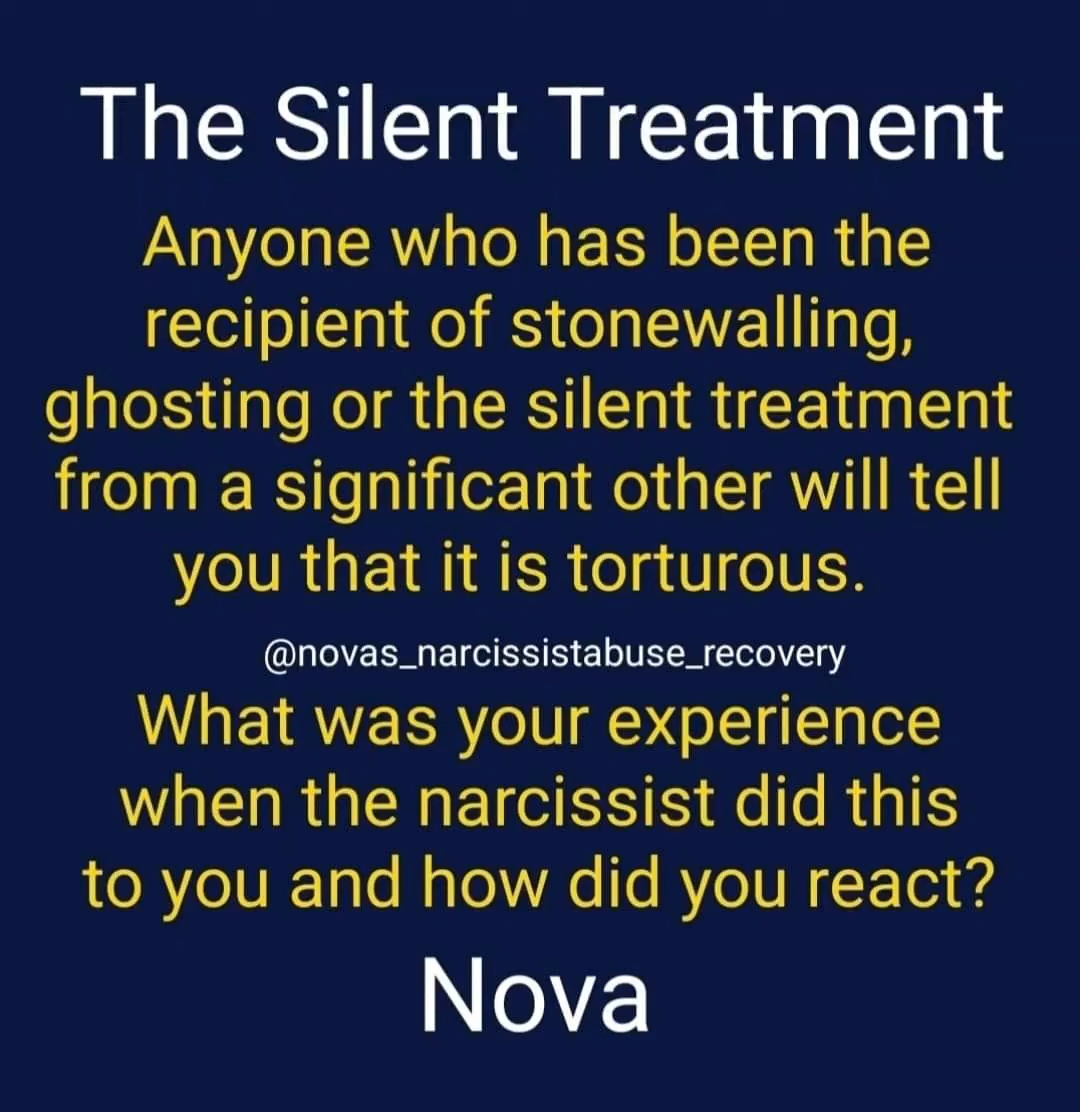 The Silent Treatment
Anyone who has been the
recipient of stonewalling,
ghosting or the silent treatment
from a significant other will tell
you that it is torturous.
@novas_narcissistabuse_recovery
What was your experience
when the narcissist did this
to you and how did you react?
Nova